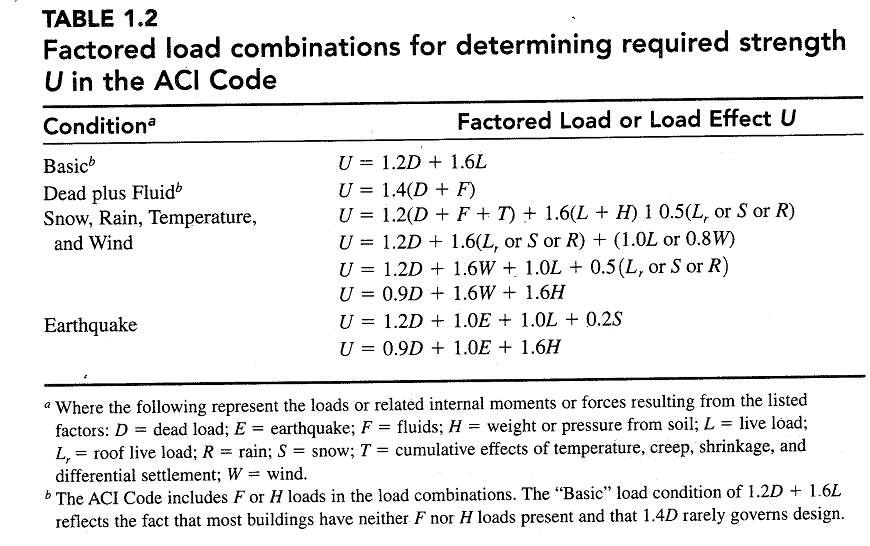 TABLE 1.2
Factored load combinations for determining required strength
U in the ACI Code
Conditionᵃ Factored Load or Load Effect U
Basicᵇ U = 1.2D + 1.6L
Dead plus Fluidᵇ U = 1.4(D + F)
Snow, Rain, Temperature, U = 1.2(D + F + T) + 1.6(L + H) 1 0.5(Lᵣ or S or R)
and Wind U = 1.2D + 1.6(Lᵣ or S or R) + (1.0L or 0.8W)
U = 1.2D + 1.6W + 1.0L + 0.5(Lᵣ or S or R)
U = 0.9D + 1.6W + 1.6H
Earthquake U = 1.2D + 1.0E + 1.0L + 0.2S
U = 0.9D + 1.0E + 1.6H
ᵃ Where the following represent the loads or related internal moments or forces resulting from the listed
factors: D = dead load; E = earthquake; F = fluids; H = weight or pressure from soil; L = live load;
Lᵣ = roof live load; R = rain; S = snow; T = cumulative effects of temperature, creep, shrinkage, and
differential settlement; W = wind.
ᵇ The ACI Code includes F or H loads in the load combinations. The “Basic” load condition of 1.2D + 1.6L
reflects the fact that most buildings have neither F nor H loads present and that 1.4D rarely governs design.